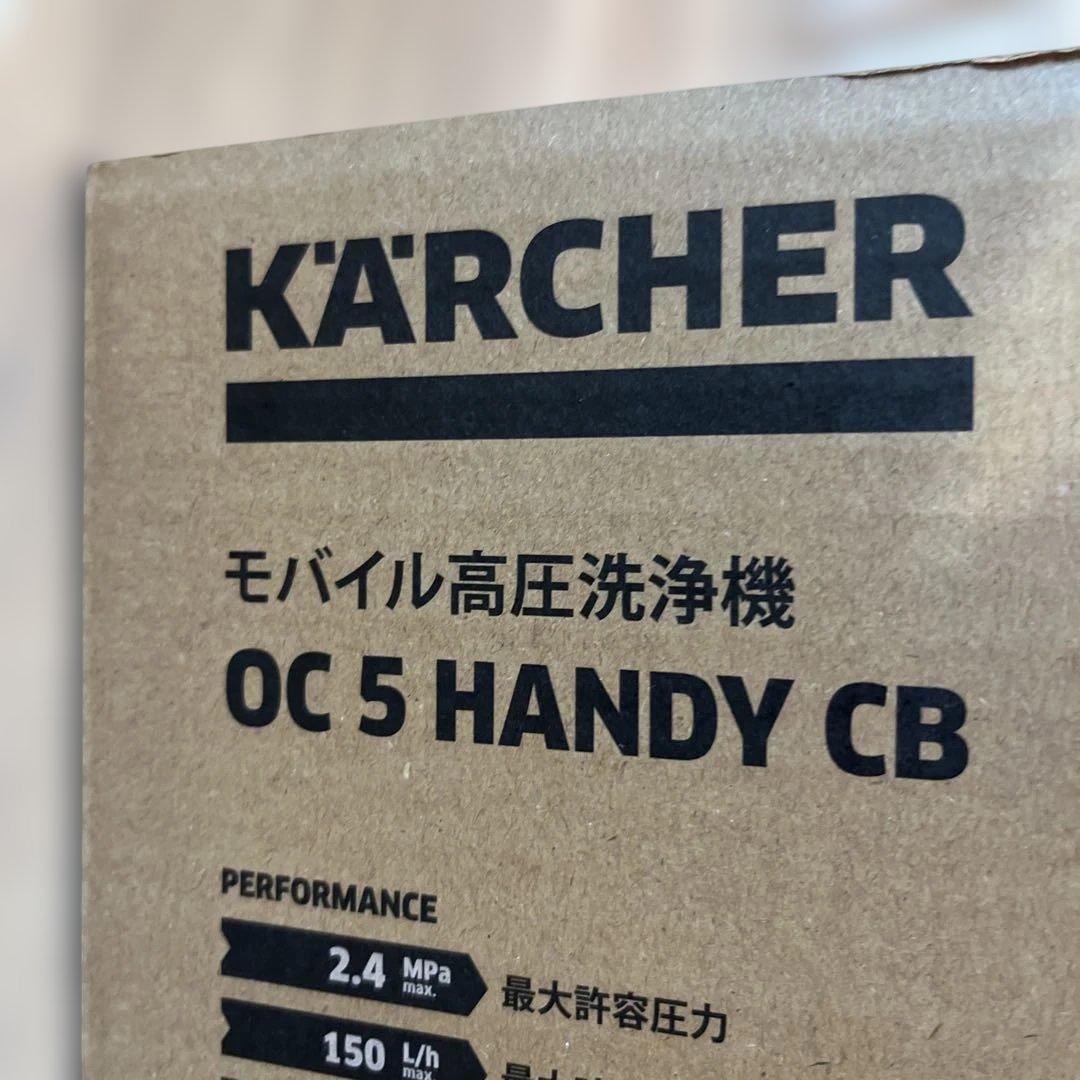 KÄRCHER
モバイル高圧洗浄機
OC 5 HANDY CB
PERFORMANCE
2.4 MPa max. 最大許容圧力
150 L/h max.